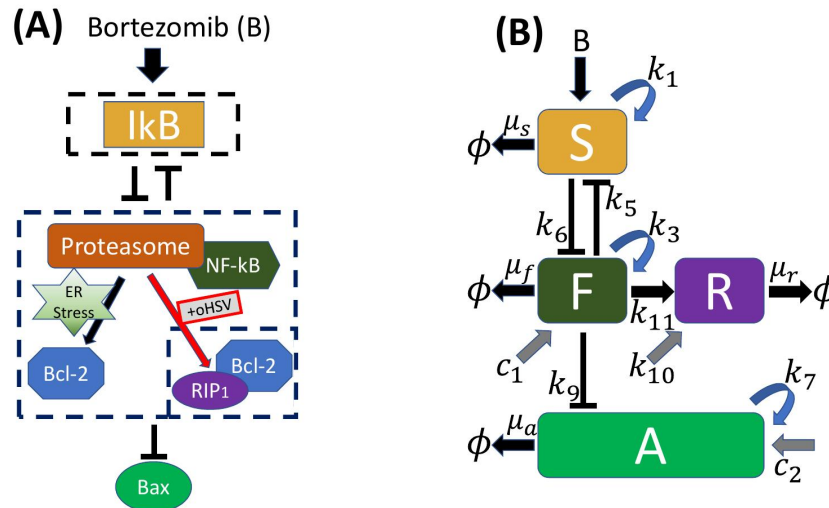 (A)
Bortezomib (B)
IkB
Proteasome
NF-kB
ER
Stress
+oHSV
Bcl-2
Bcl-2
RIP1
Bax
(B)
B
k₁
μₛ
ϕ
S
k₆
k₅
k₃
μ_f
ϕ
F
R
μᵣ
ϕ
k₁₁
c₁
k₁₀
k₉
k₇
μₐ
ϕ
A
c₂